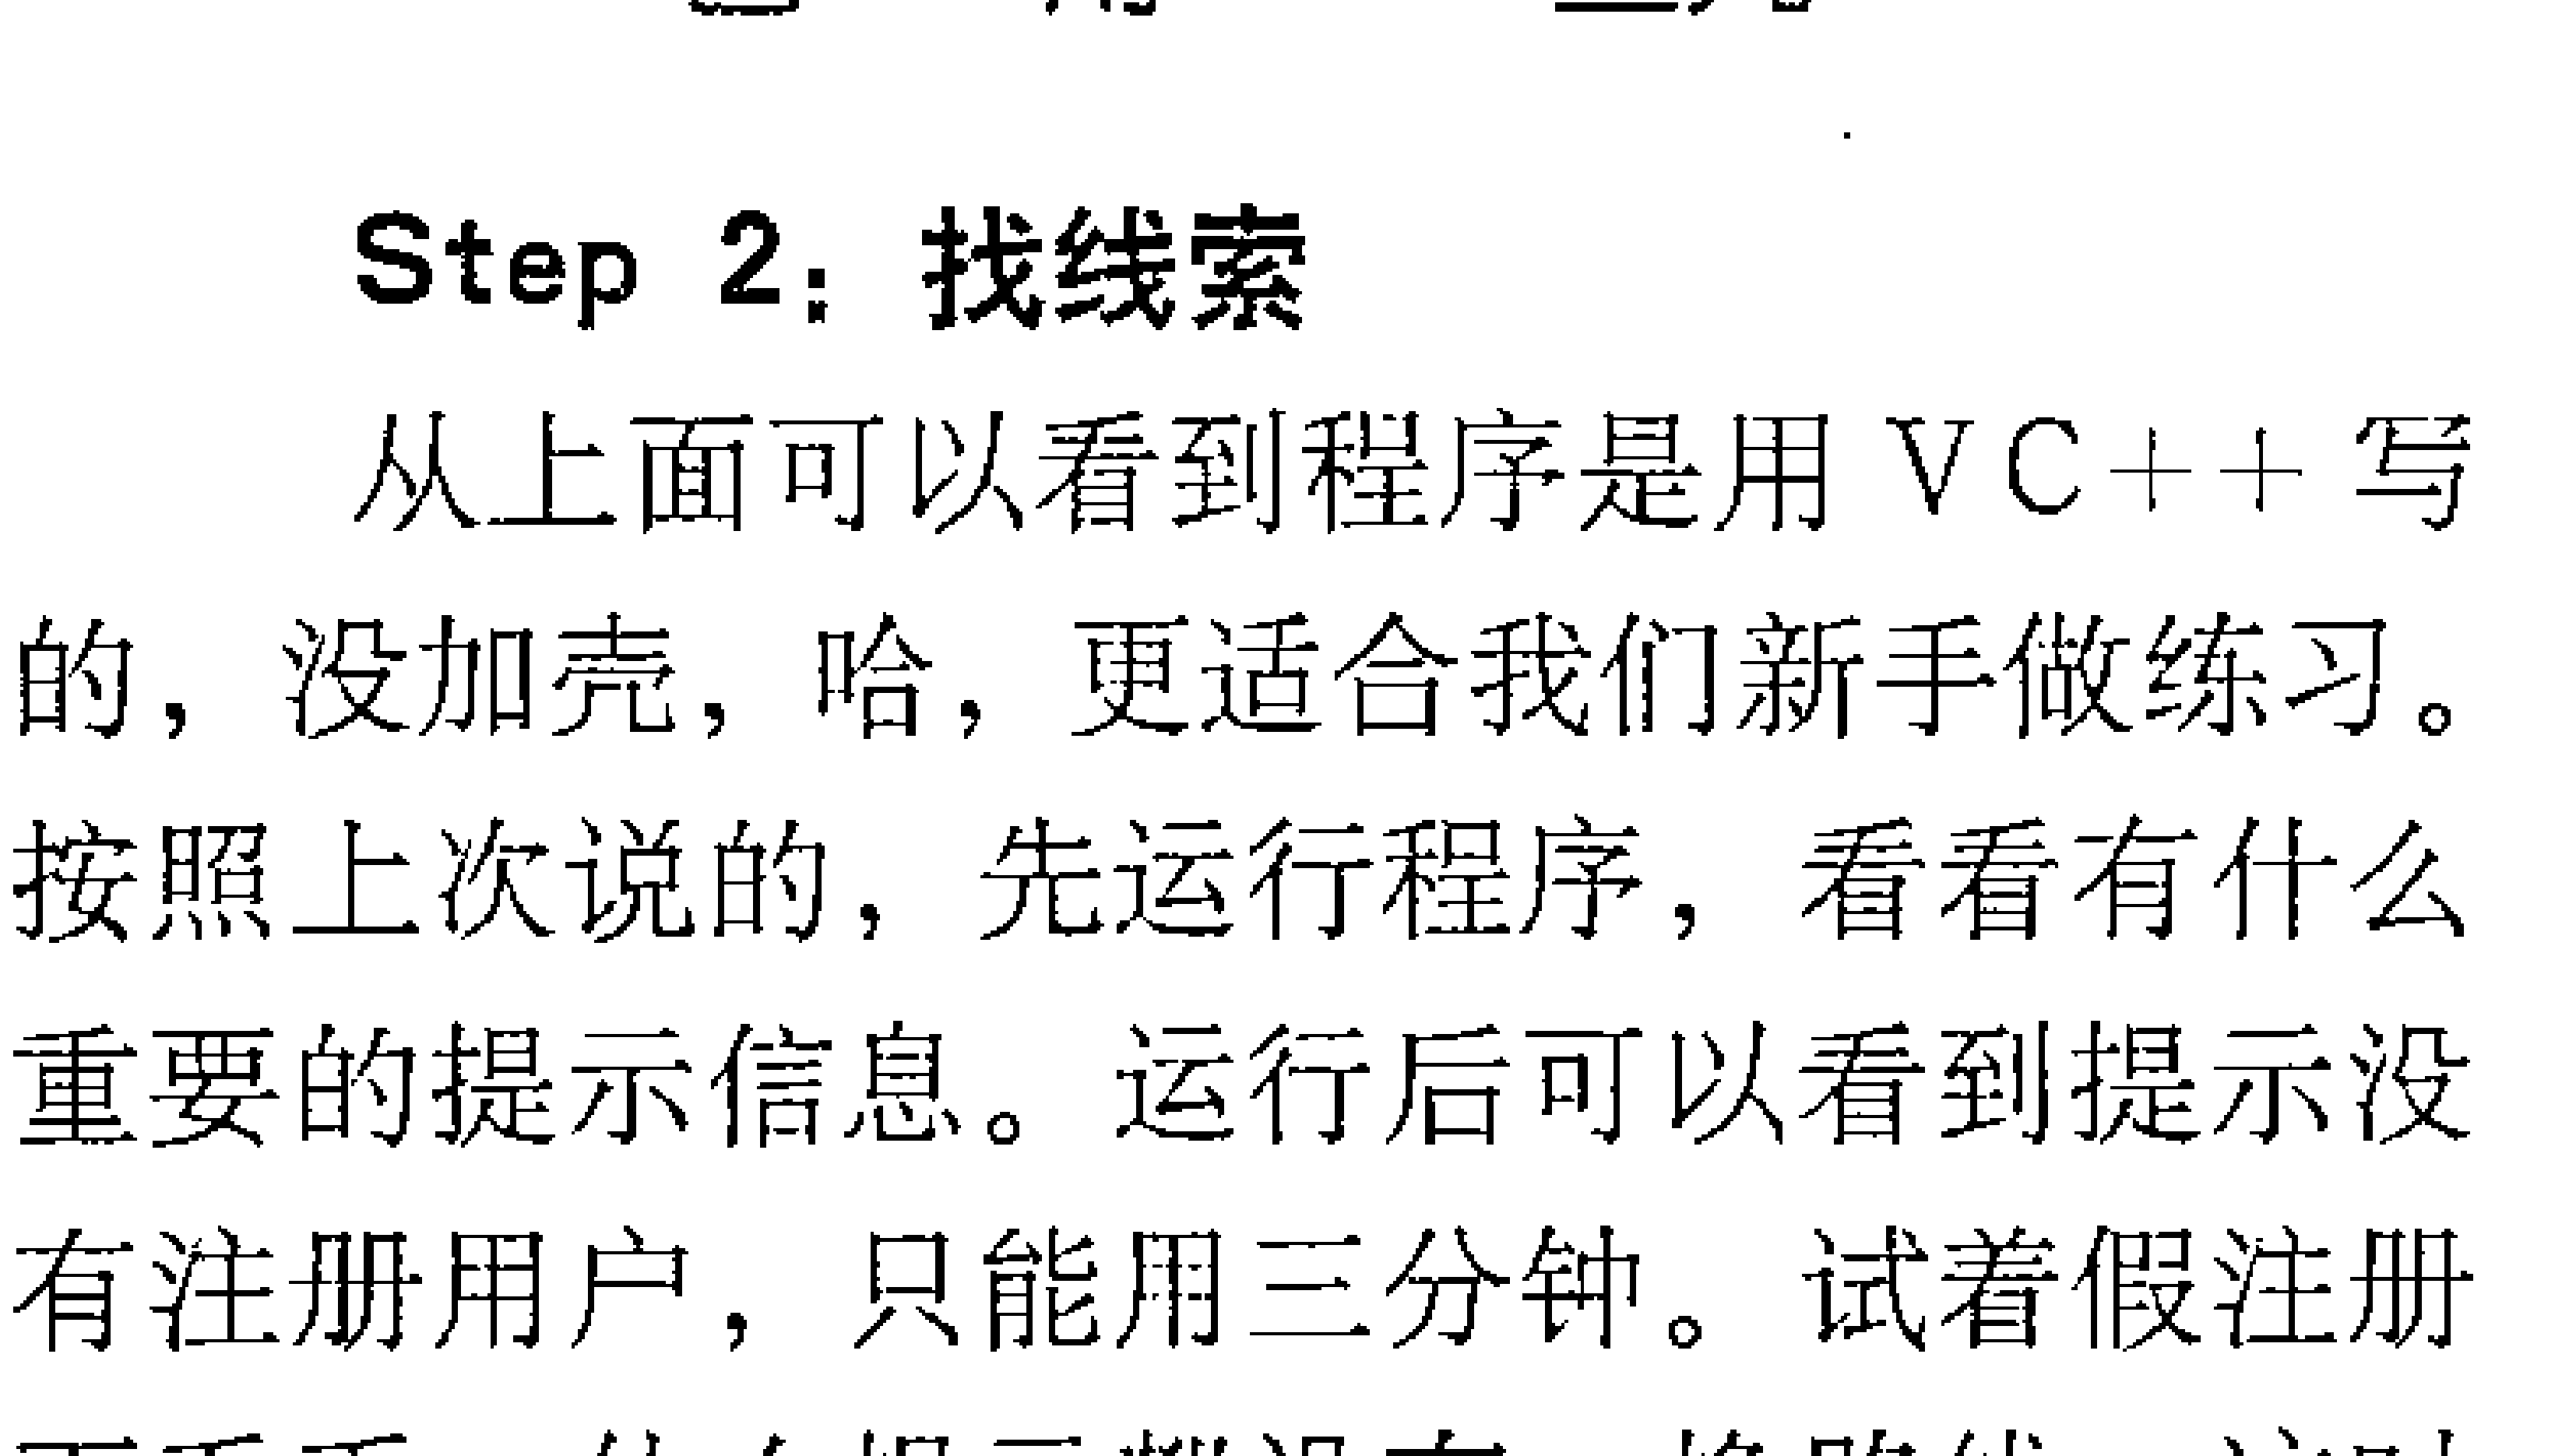 Step 2：找线索
从上面可以看到程序是用 VC++ 写
的，没加壳，哈，更适合我们新手做练习。
按照上次说的，先运行程序，看看有什么
重要的提示信息。运行后可以看到提示没
有注册用户，只能用三分钟。试着假注册